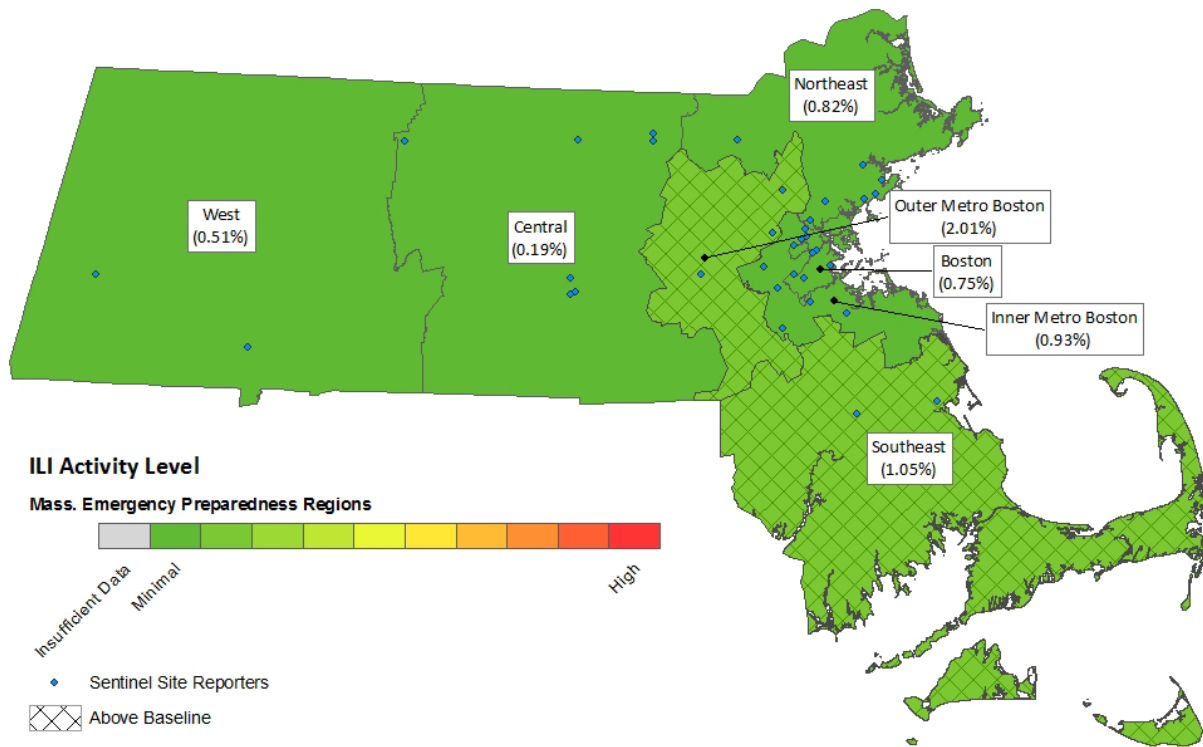 Northeast
(0.82%)
West
(0.51%)
Central
(0.19%)
Outer Metro Boston
(2.01%)
Boston
(0.75%)
Inner Metro Boston
(0.93%)
Southeast
(1.05%)
ILI Activity Level
Mass. Emergency Preparedness Regions
Insufficient Data
Minimal
High
Sentinel Site Reporters
Above Baseline